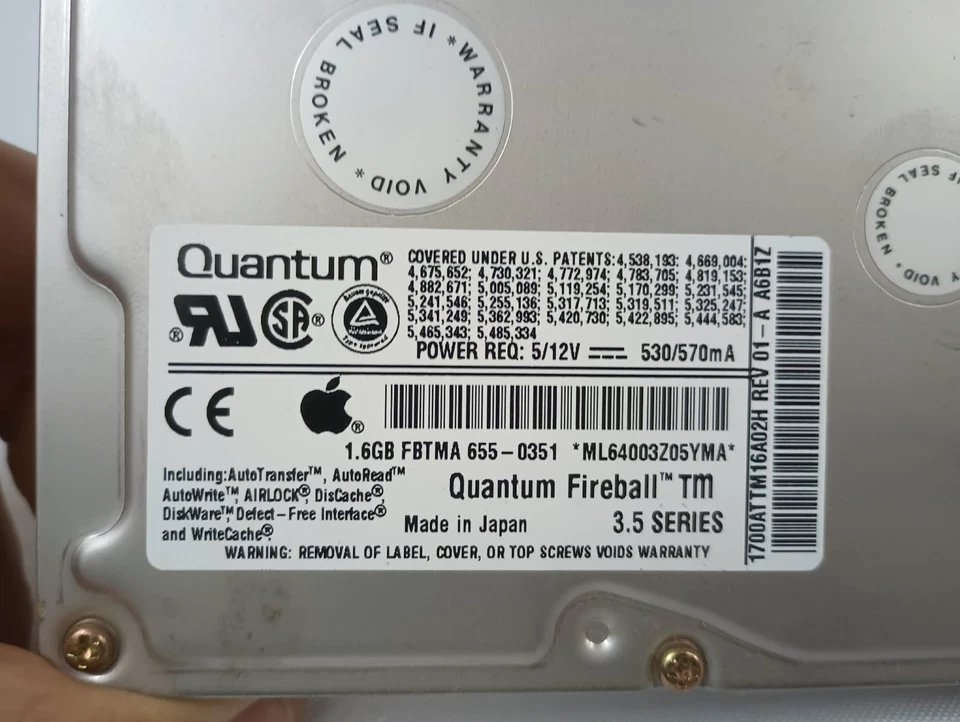 * WARRANTY VOID * IF SEAL BROKEN
IF SEAL BROKEN * VOID
Quantum®
COVERED UNDER U.S. PATENTS:4,538,193; 4,669,004;
4,675,652; 4,730,321; 4,772,974; 4,783,705; 4,819,153;
4,882,671; 5,005,089; 5,119,254; 5,170,299; 5,231,545;
5,241,546; 5,255,136; 5,317,713; 5,319,511; 5,325,247;
5,341,249; 5,362,993; 5,420,730; 5,422,895; 5,444,583;
5,465,343; 5,485,334
POWER REQ: 5/12V 530/570mA
® SA ®
Type approved
CE
®
1.6GB FBTMA 655-0351 *ML64003Z05YMA*
Including:AutoTransfer™, AutoRead™
AutoWrite™, AIRLOCK®, DisCache®,
DiskWare™, Defect-Free Interface®
and WriteCache®.
Quantum Fireball™ TM
Made in Japan 3.5 SERIES
WARNING: REMOVAL OF LABEL, COVER, OR TOP SCREWS VOIDS WARRANTY
1700ATTM16A02H REV 01-A A6B1Z